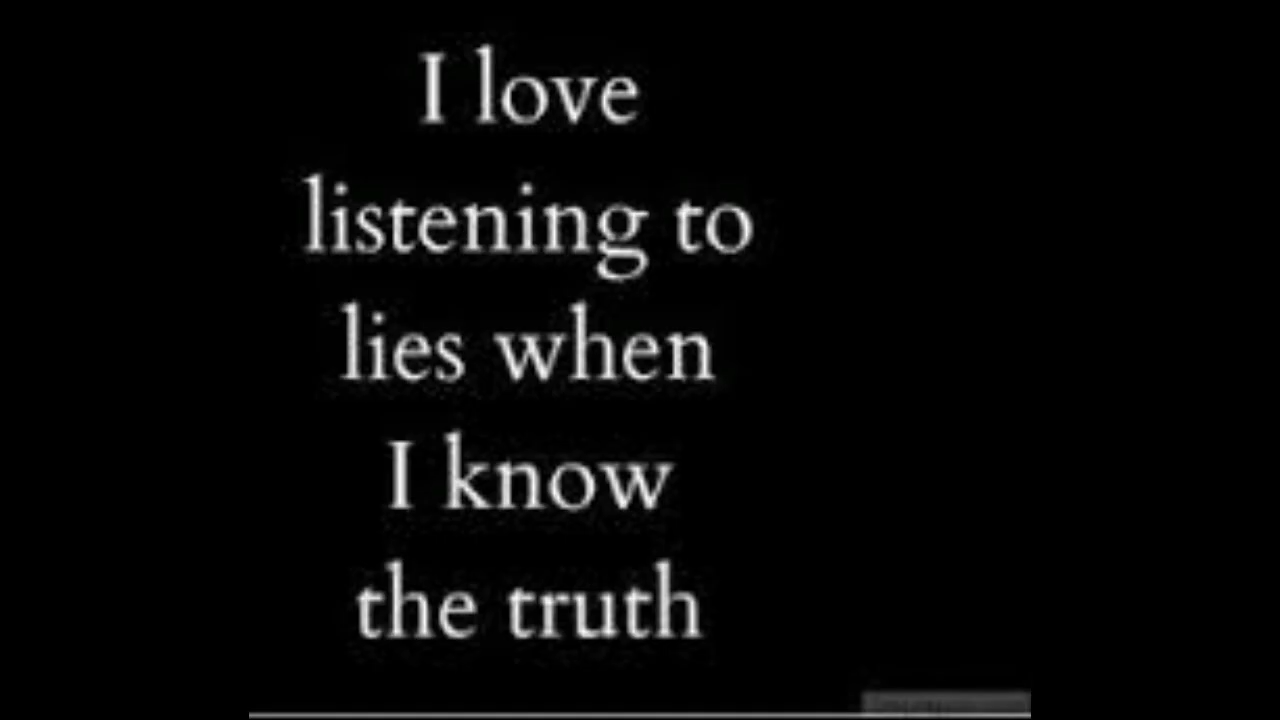 I love
listening to
lies when
I know
the truth